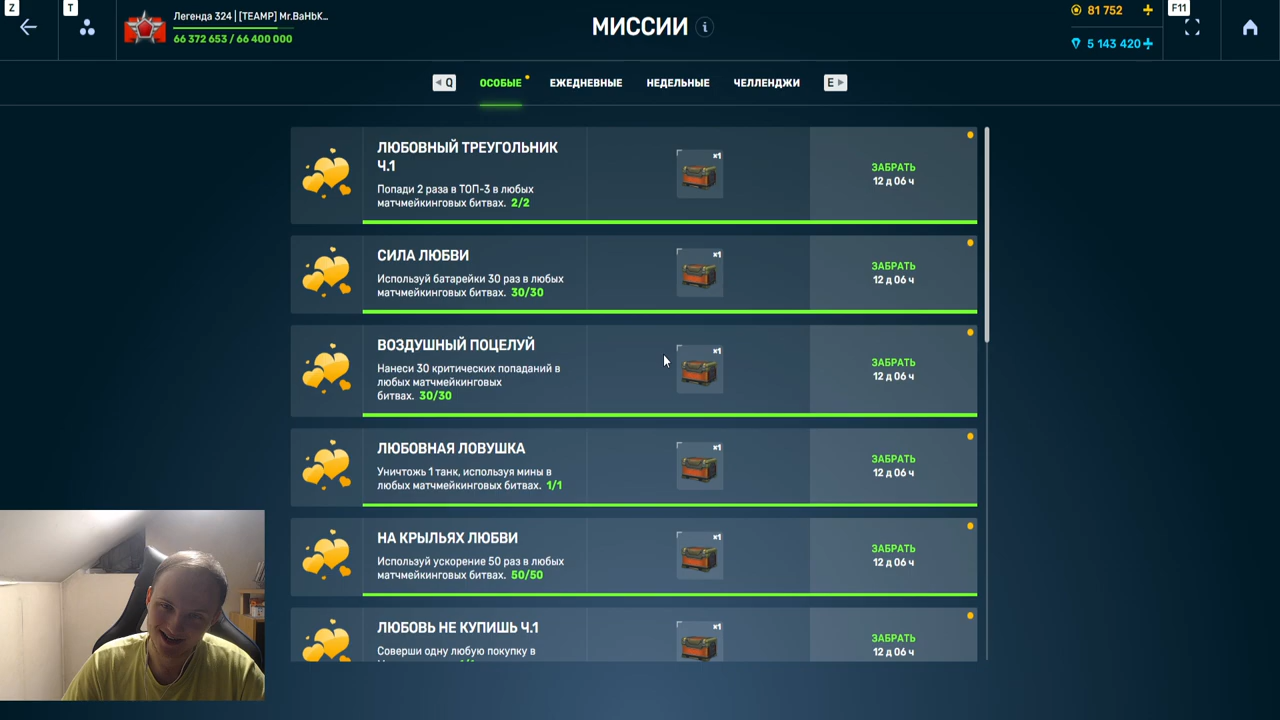 Z
T
Легенда 324 | [TEAMP] Mr.BaHbK...
66 372 653 / 66 400 000
МИССИИ
i
81 752 +
5 143 420 +
F11
Q
ОСОБЫЕ
ЕЖЕДНЕВНЫЕ
НЕДЕЛЬНЫЕ
ЧЕЛЛЕНДЖИ
E
ЛЮБОВНЫЙ ТРЕУГОЛЬНИК
Ч.1
Попади 2 раза в ТОП-3 в любых
матчмейкинговых битвах. 2/2
x1
ЗАБРАТЬ
12 д 06 ч
СИЛА ЛЮБВИ
Используй батарейки 30 раз в любых
матчмейкинговых битвах. 30/30
x1
ЗАБРАТЬ
12 д 06 ч
ВОЗДУШНЫЙ ПОЦЕЛУЙ
Нанеси 30 критических попаданий в
любых матчмейкинговых
битвах. 30/30
x1
ЗАБРАТЬ
12 д 06 ч
ЛЮБОВНАЯ ЛОВУШКА
Уничтожь 1 танк, используя мины в
любых матчмейкинговых битвах. 1/1
x1
ЗАБРАТЬ
12 д 06 ч
НА КРЫЛЬЯХ ЛЮБВИ
Используй ускорение 50 раз в любых
матчмейкинговых битвах. 50/50
x1
ЗАБРАТЬ
12 д 06 ч
ЛЮБОВЬ НЕ КУПИШЬ Ч.1
Соверши одну любую покупку в
x1
ЗАБРАТЬ
12 д 06 ч